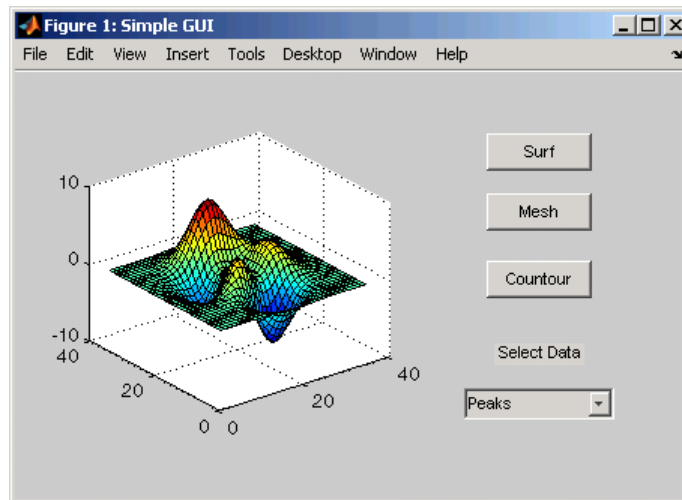 Figure 1: Simple GUI
File Edit View Insert Tools Desktop Window Help
Surf
10
Mesh
0
Countour
-10
40
Select Data
40
20
20
Peaks
0 0